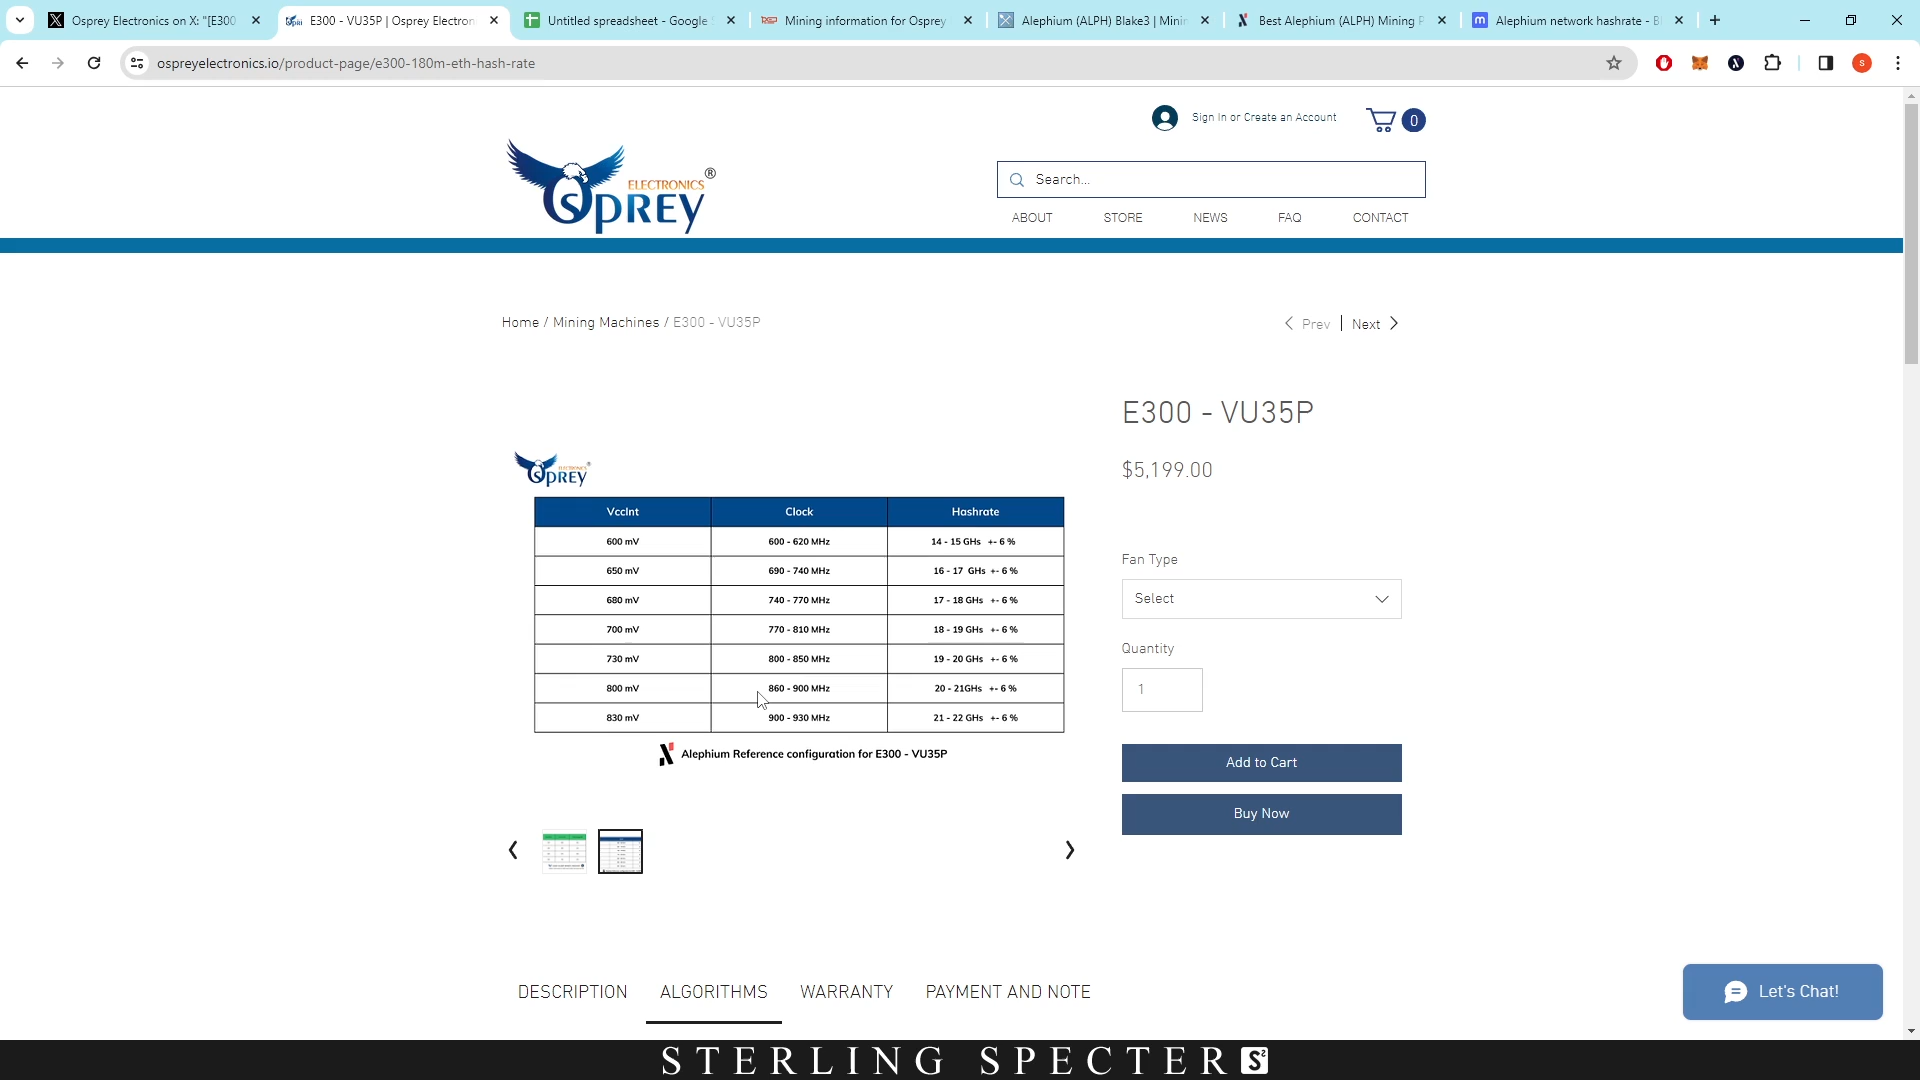 Osprey Electronics on X: "[E300
E300 - VU35P | Osprey Electron
Untitled spreadsheet - Google S
Mining information for Osprey
Alephium (ALPH) Blake3 | Minin
Best Alephium (ALPH) Mining P
Alephium network hashrate - B
ospreyelectronics.io/product-page/e300-180m-eth-hash-rate
S
Sign In or Create an Account
0
OSPREY ELECTRONICS ®
Search...
ABOUT STORE NEWS FAQ CONTACT
Home / Mining Machines / E300 - VU35P
Prev | Next
E300 - VU35P
$5,199.00
OSPREY
VccInt Clock Hashrate
600 mV 600 - 620 MHz 14 - 15 GHs +- 6 %
650 mV 690 - 740 MHz 16 - 17 GHs +- 6 %
680 mV 740 - 770 MHz 17 - 18 GHs +- 6 %
700 mV 770 - 810 MHz 18 - 19 GHs +- 6 %
730 mV 800 - 850 MHz 19 - 20 GHs +- 6 %
800 mV 860 - 900 MHz 20 - 21GHs +- 6 %
830 mV 900 - 930 MHz 21 - 22 GHs +- 6 %
Alephium Reference configuration for E300 - VU35P
Fan Type
Select
Quantity
1
Add to Cart
Buy Now
DESCRIPTION ALGORITHMS WARRANTY PAYMENT AND NOTE
Let's Chat!
STERLING SPECTER S²